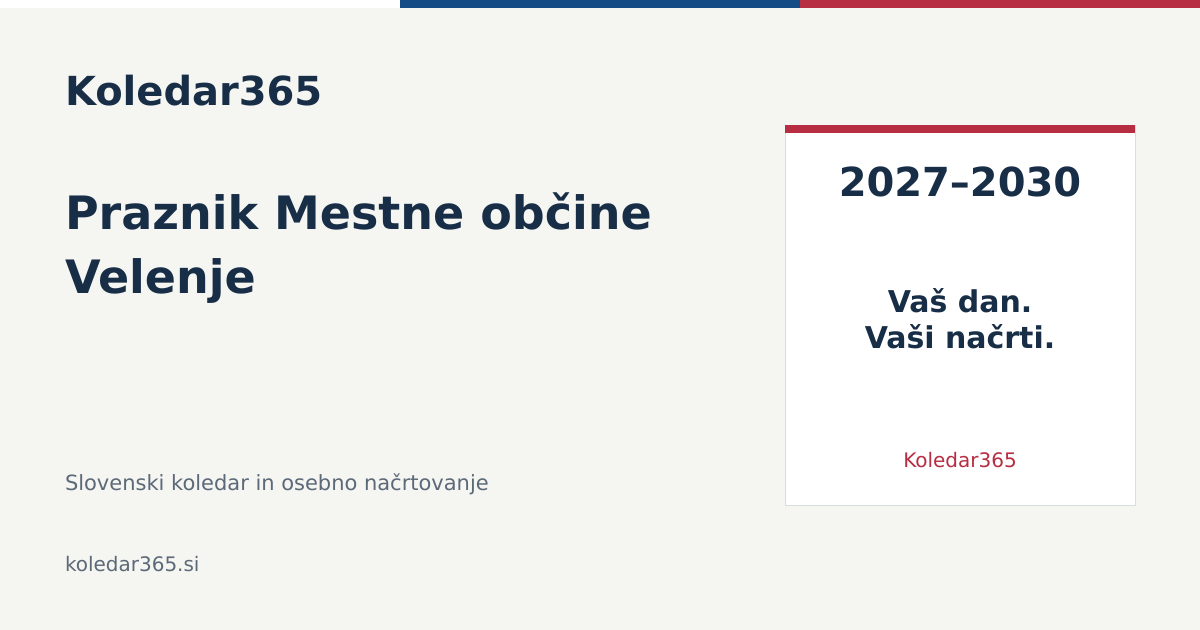 Koledar365
Praznik Mestne občine
Velenje
Slovenski koledar in osebno načrtovanje
koledar365.si
2027–2030
Vaš dan.
Vaši načrti.
Koledar365